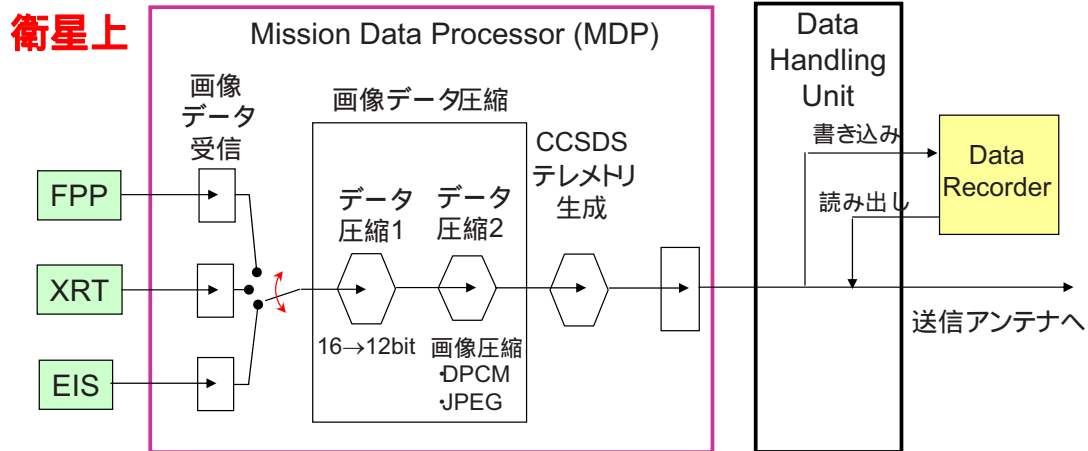 衛星上
Mission Data Processor (MDP)
Data
Handling
Unit
画像
データ
受信
画像データ圧縮
CCSDS
テレメトリ
生成
書き込み
Data
Recorder
読み出し
FPP
XRT
EIS
データ
圧縮1
データ
圧縮2
16→12bit
画像圧縮
・DPCM
・JPEG
送信アンテナへ